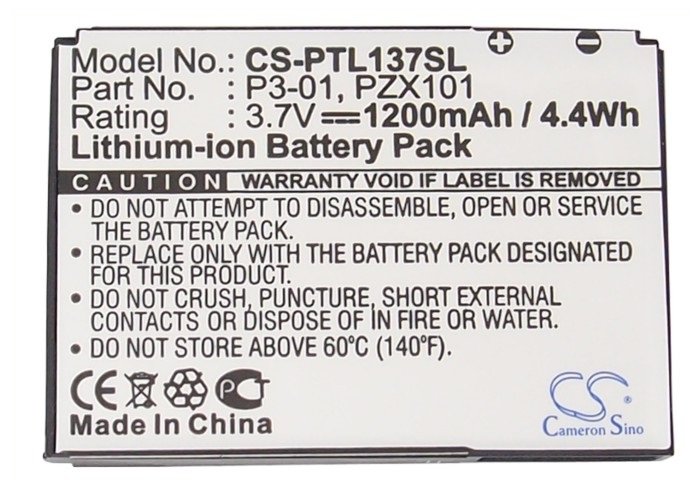 Model No.: CS-PTL137SL
Part No. : P3-01, PZX101
Rating : 3.7V 1200mAh / 4.4Wh
Lithium-ion Battery Pack
CAUTION WARRANTY VOID IF LABEL IS REMOVED
• DO NOT ATTEMPT TO DISASSEMBLE, OPEN OR SERVICE
THE BATTERY PACK.
• REPLACE ONLY WITH THE BATTERY PACK DESIGNATED
FOR THIS PRODUCT.
• DO NOT CRUSH, PUNCTURE, SHORT EXTERNAL
CONTACTS, OR DISPOSE OF IN FIRE OR WATER.
• DO NOT STORE ABOVE 60°C (140°F).
CE PCT
Made In China
CS
Cameron Sino